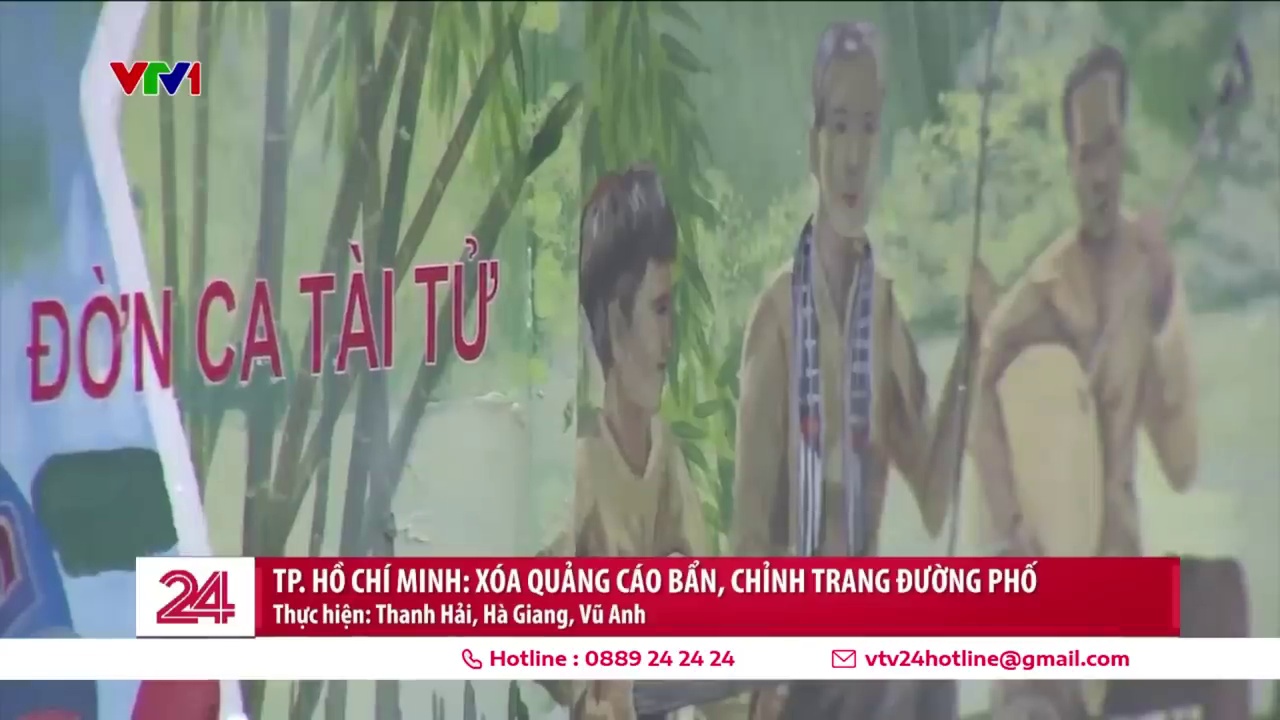 VTV1
ĐỜN CA TÀI TỬ
24
TP. HỒ CHÍ MINH: XÓA QUẢNG CÁO BẨN, CHỈNH TRANG ĐƯỜNG PHỐ
Thực hiện: Thanh Hải, Hà Giang, Vũ Anh
Hotline : 0889 24 24 24
vtv24hotline@gmail.com